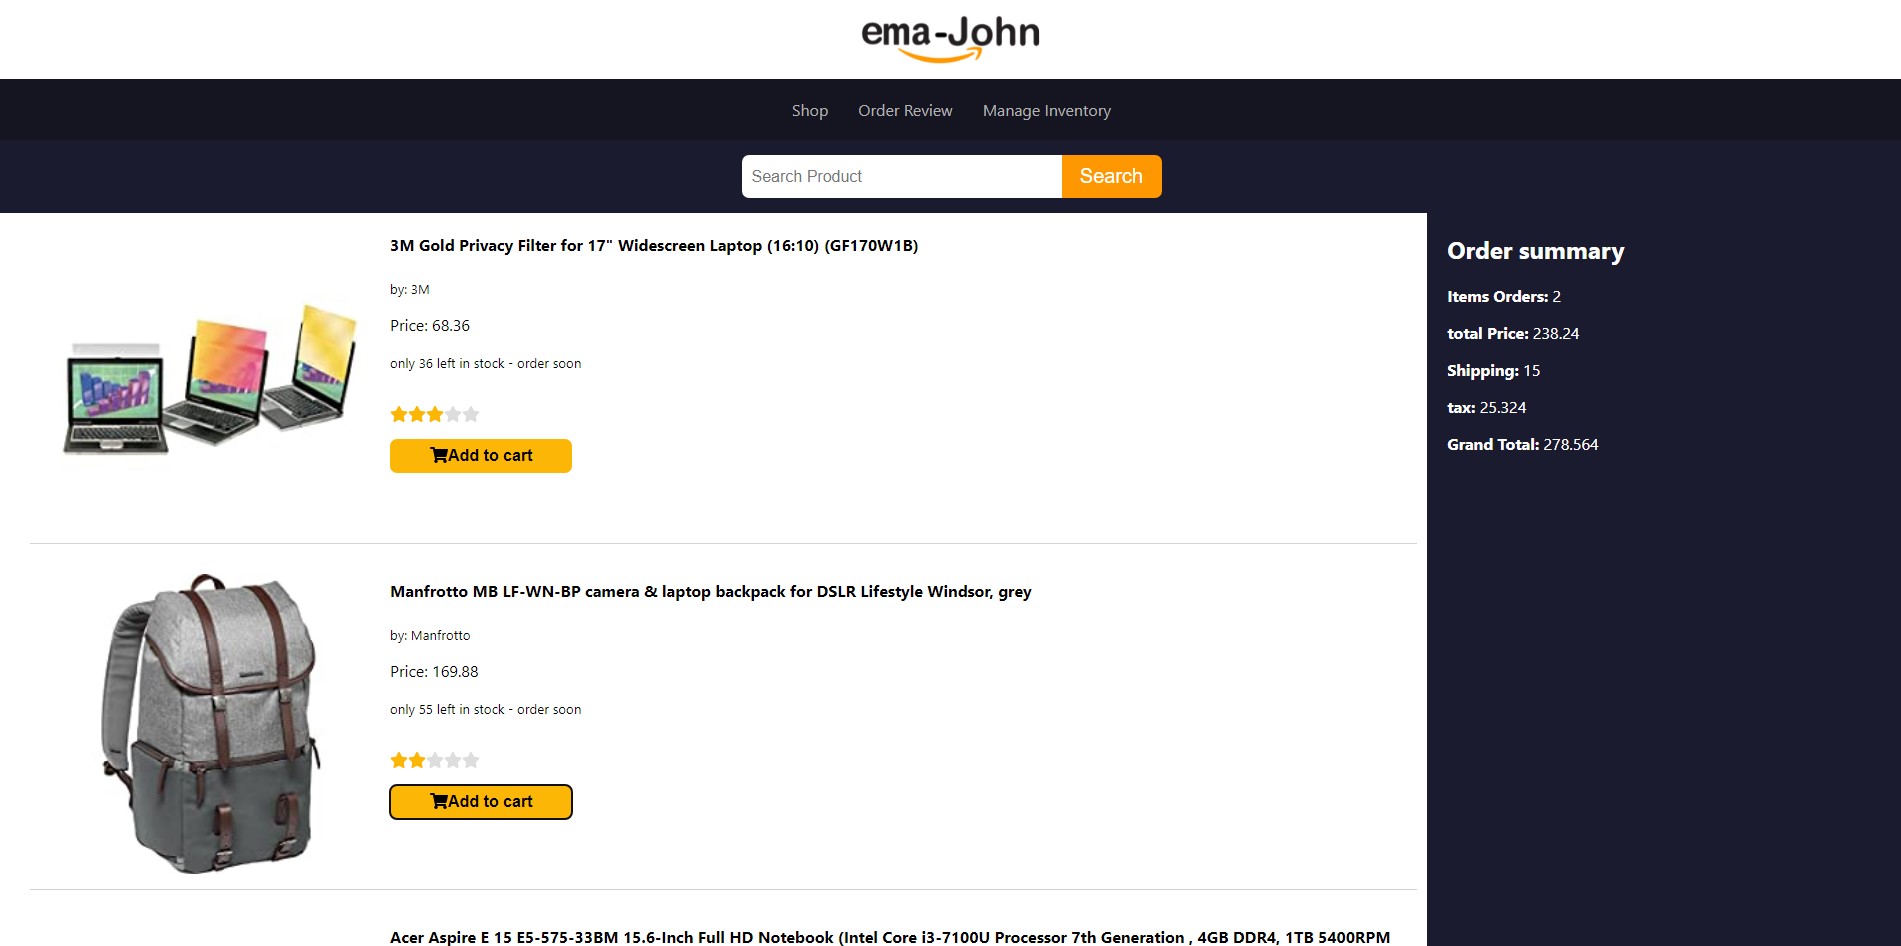 ema-John
Shop Order Review Manage Inventory
Search Product Search
3M Gold Privacy Filter for 17" Widescreen Laptop (16:10) (GF170W1B)
by: 3M
Price: 68.36
only 36 left in stock - order soon
Add to cart
Manfrotto MB LF-WN-BP camera & laptop backpack for DSLR Lifestyle Windsor, grey
by: Manfrotto
Price: 169.88
only 55 left in stock - order soon
Add to cart
Acer Aspire E 15 E5-575-33BM 15.6-Inch Full HD Notebook (Intel Core i3-7100U Processor 7th Generation , 4GB DDR4, 1TB 5400RPM
Order summary
Items Orders: 2
total Price: 238.24
Shipping: 15
tax: 25.324
Grand Total: 278.564